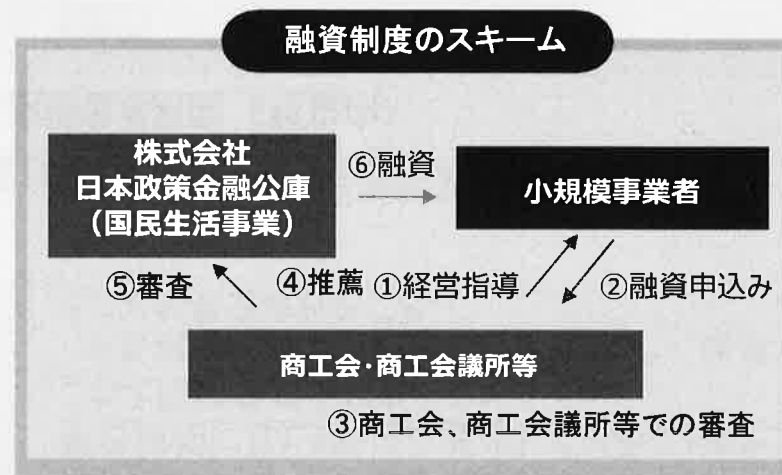 融資制度のスキーム
株式会社
日本政策金融公庫
（国民生活事業）
⑥融資
小規模事業者
⑤審査
④推薦
①経営指導
②融資申込み
商工会・商工会議所等
③商工会、商工会議所等での審査